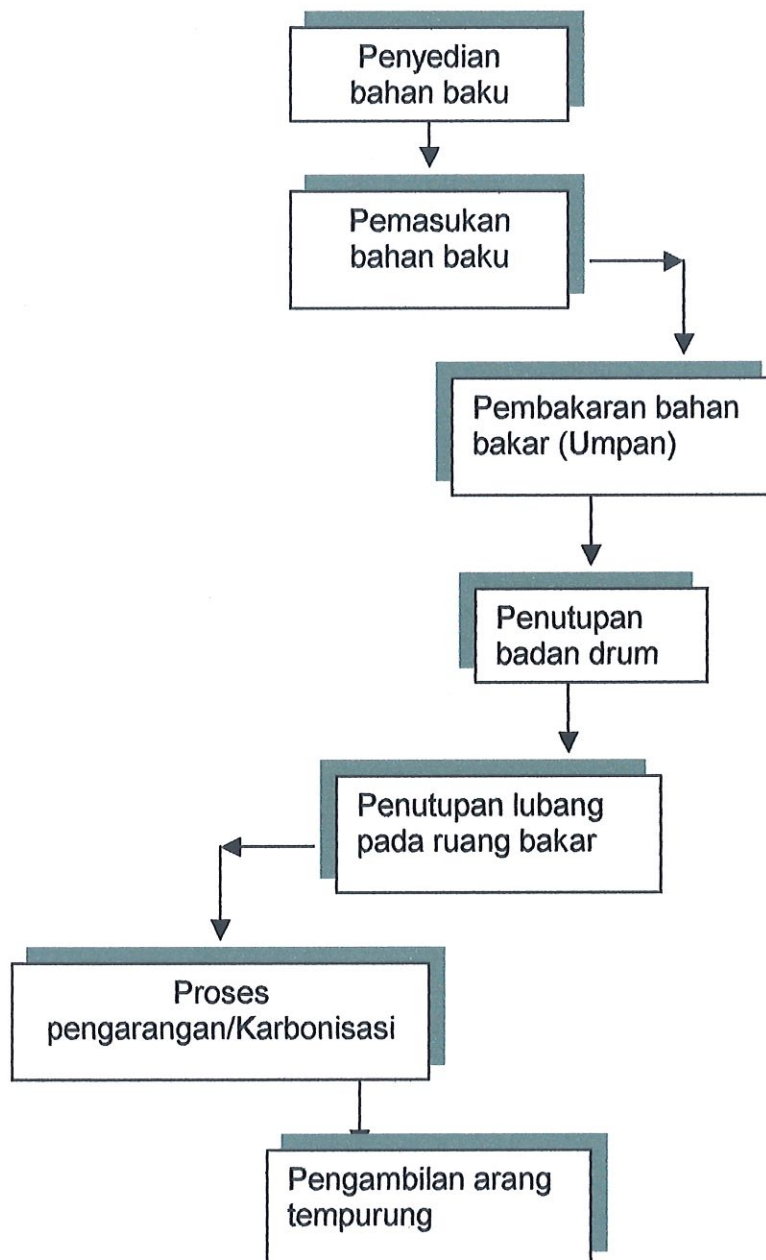 Penyedian
bahan baku
Pemasukan
bahan baku
Pembakaran bahan
bakar (Umpan)
Penutupan
badan drum
Penutupan lubang
pada ruang bakar
Proses
pengarangan/Karbonisasi
Pengambilan arang
tempurung